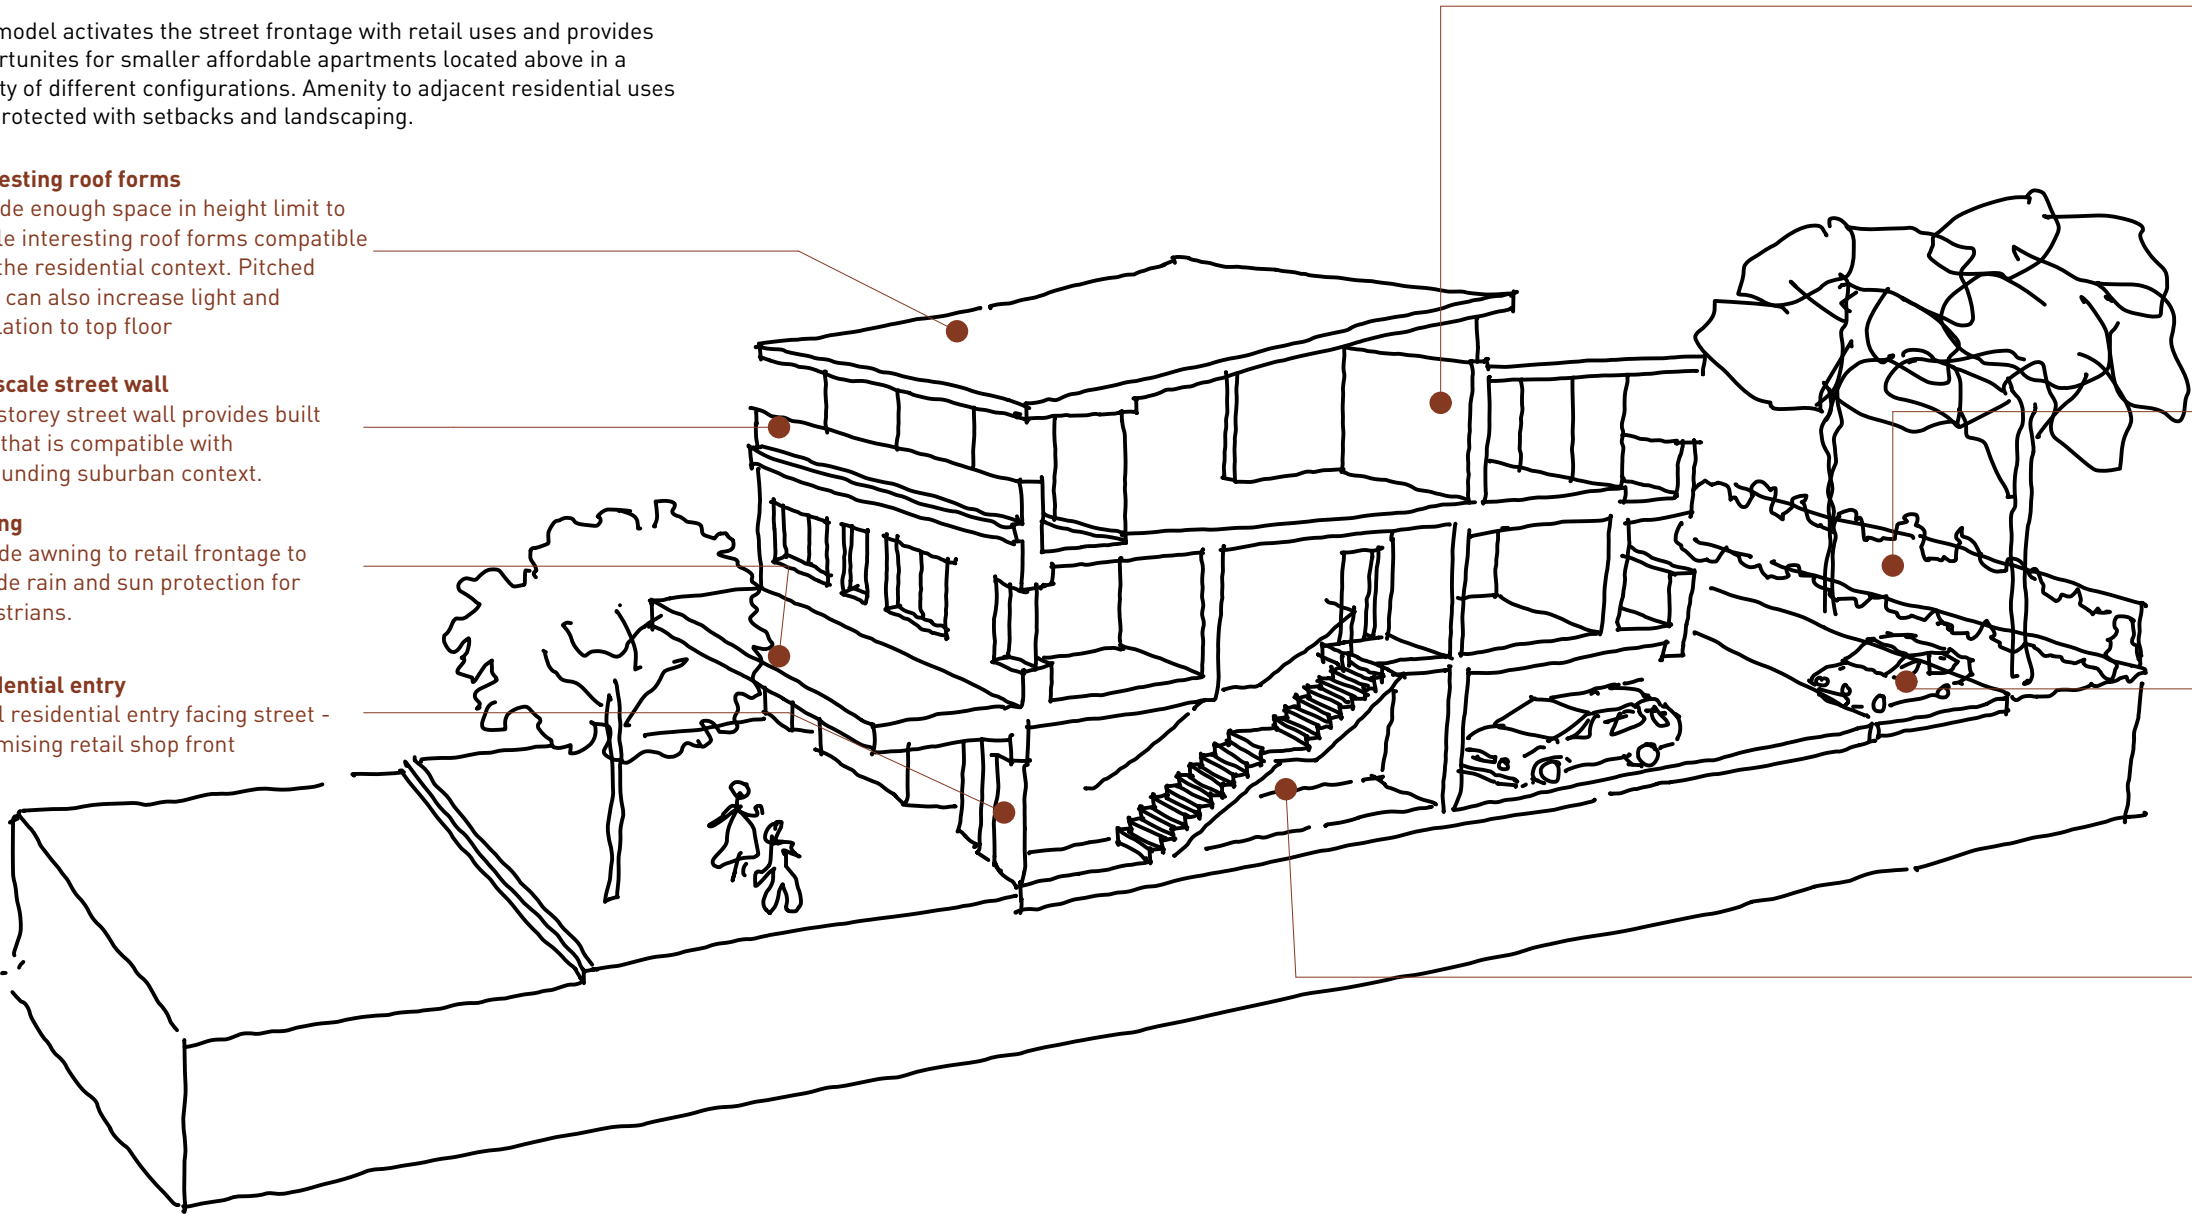 model activates the street frontage with retail uses and provides
rtunites for smaller affordable apartments located above in a
ty of different configurations. Amenity to adjacent residential uses
rotected with setbacks and landscaping.
esting roof forms
de enough space in height limit to
le interesting roof forms compatible
the residential context. Pitched
can also increase light and
lation to top floor
scale street wall
storey street wall provides built
that is compatible with
unding suburban context.
ng
de awning to retail frontage to
de rain and sun protection for
strians.
dential entry
l residential entry facing street -
mising retail shop front